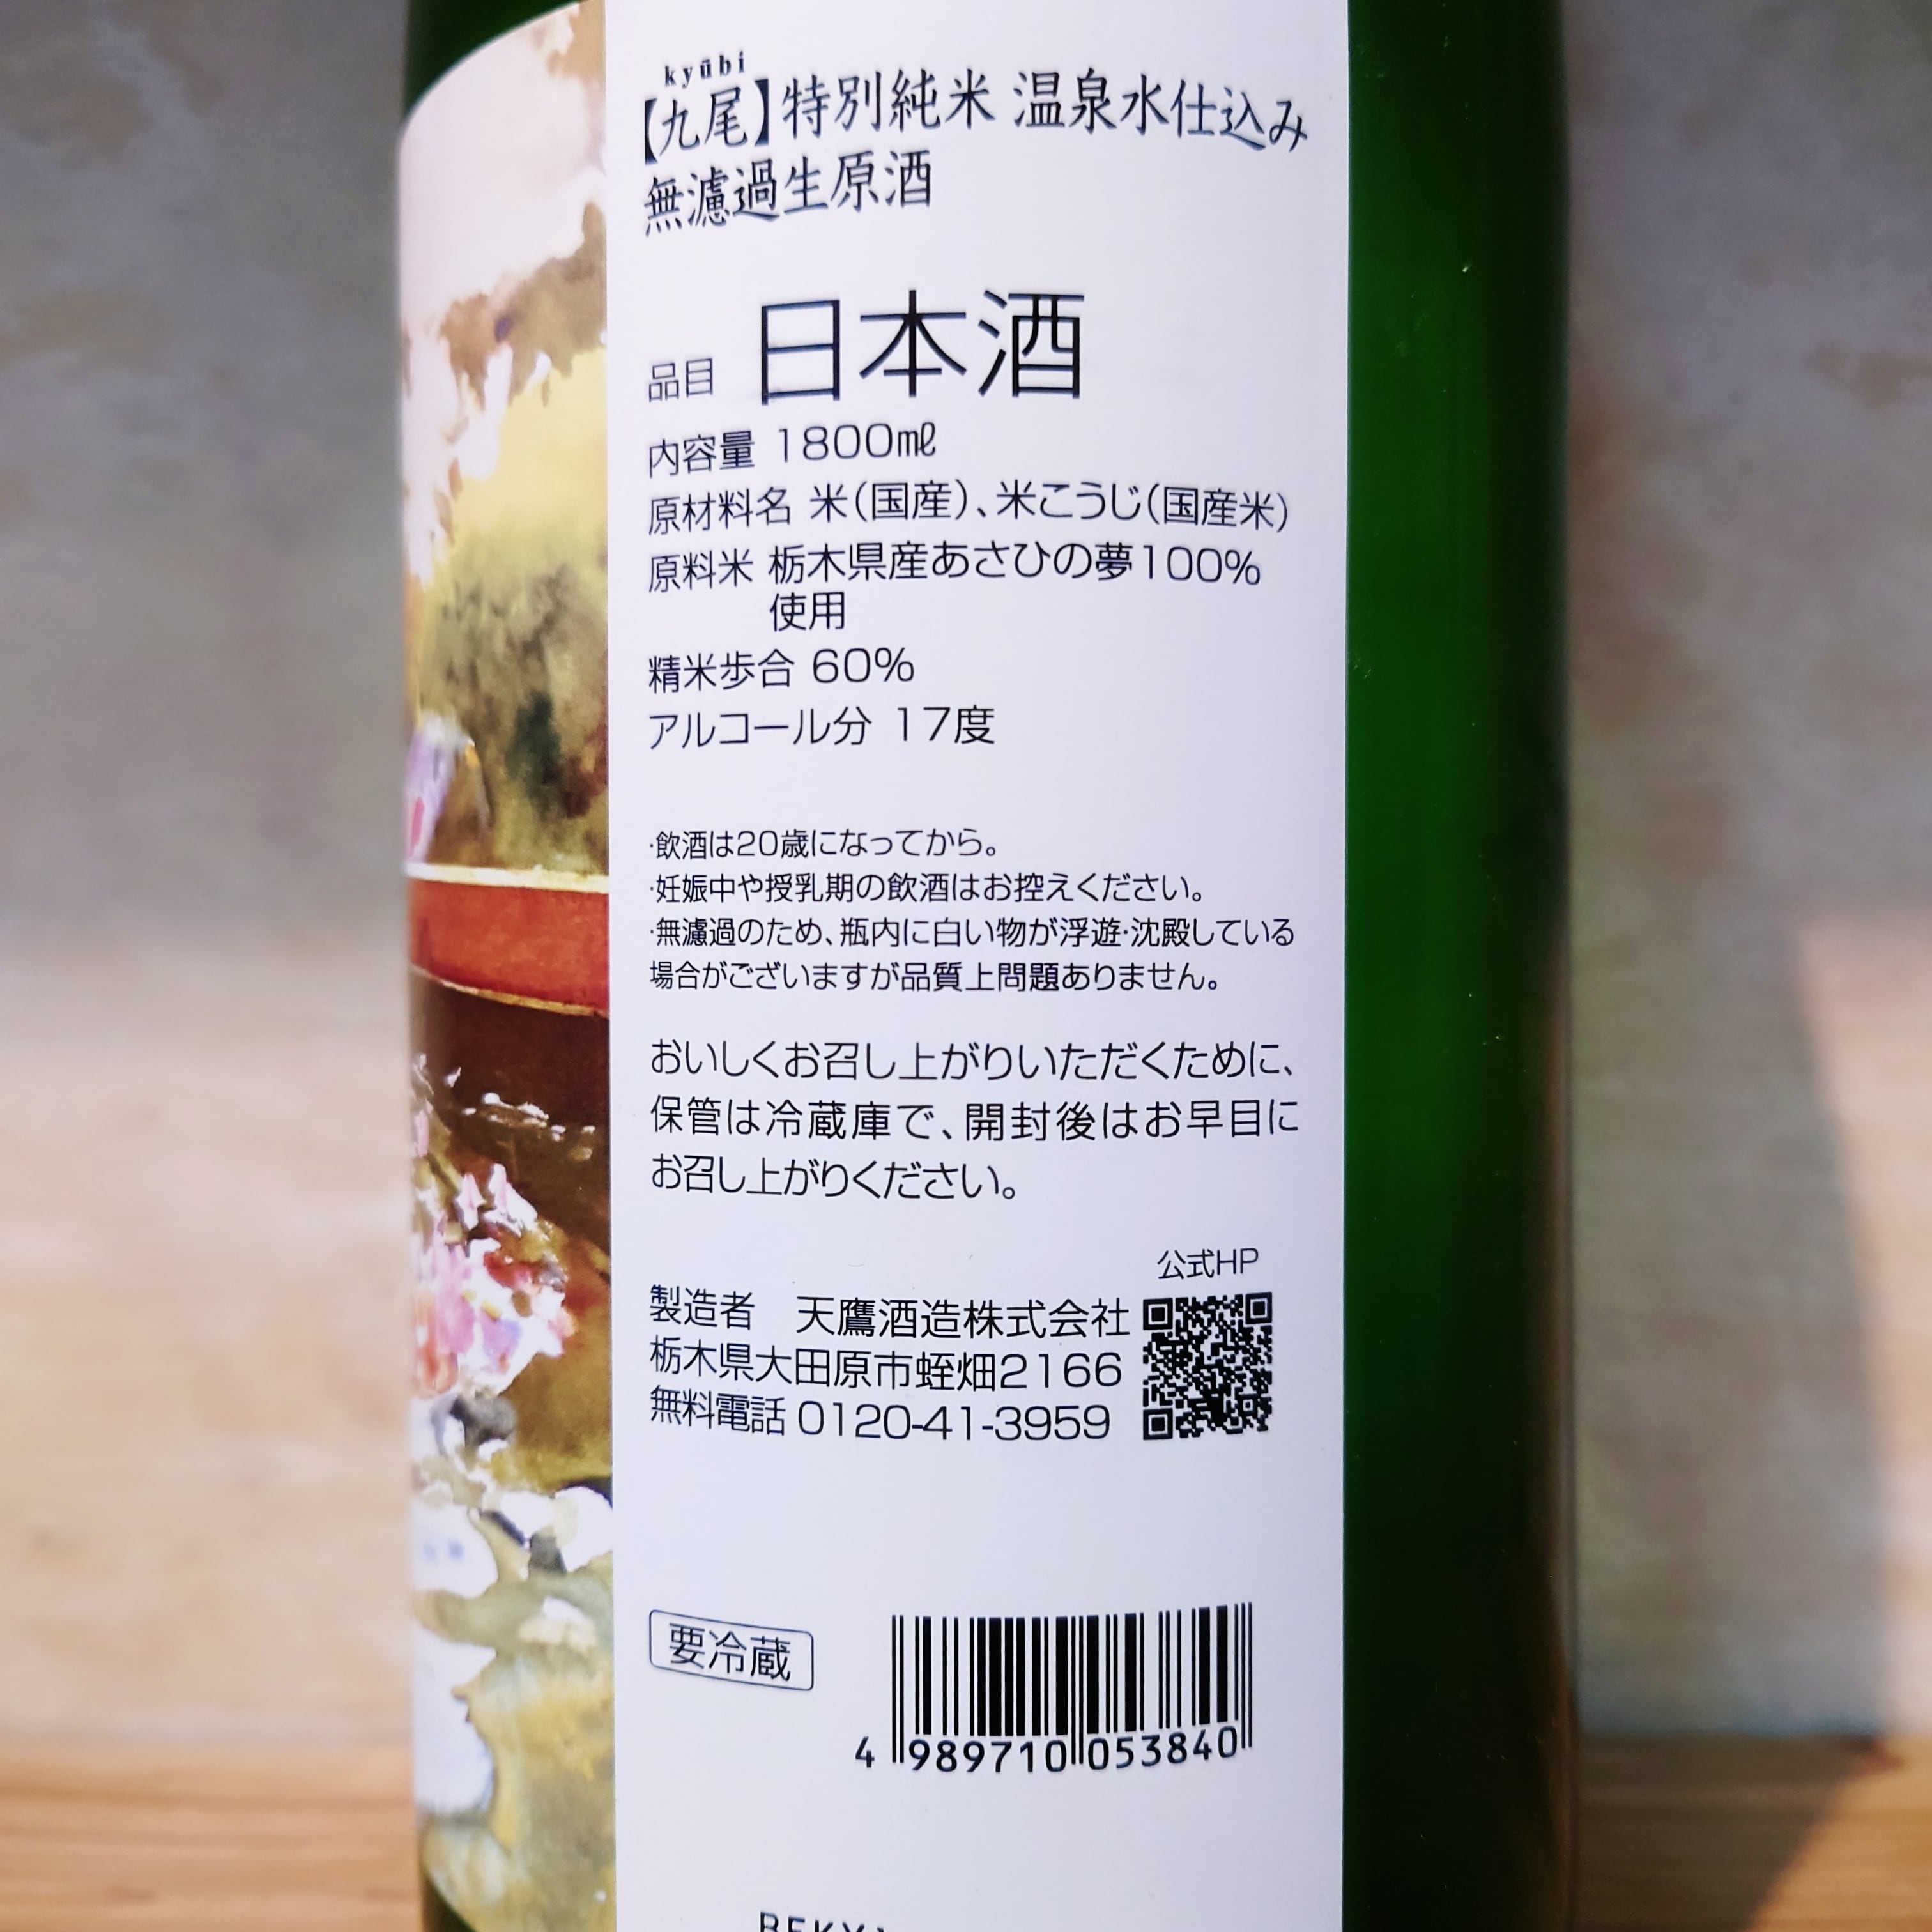 kyūbi
【九尾】特別純米 温泉水仕込み
無濾過生原酒
品目 日本酒
内容量 1800㎖
原材料名 米(国産)、米こうじ(国産米)
原料米 栃木県産あさひの夢100%
使用
精米歩合 60%
アルコール分 17度
·飲酒は20歳になってから。
·妊娠中や授乳期の飲酒はお控えください。
·無濾過のため、瓶内に白い物が浮遊·沈殿している
場合がございますが品質上問題ありません。
おいしくお召し上がりいただくために、
保管は冷蔵庫で、開封後はお早目に
お召し上がりください。
公式HP
製造者 天鷹酒造株式会社
栃木県大田原市蛭畑2166
無料電話 0120-41-3959
要冷蔵
4 989710 053840